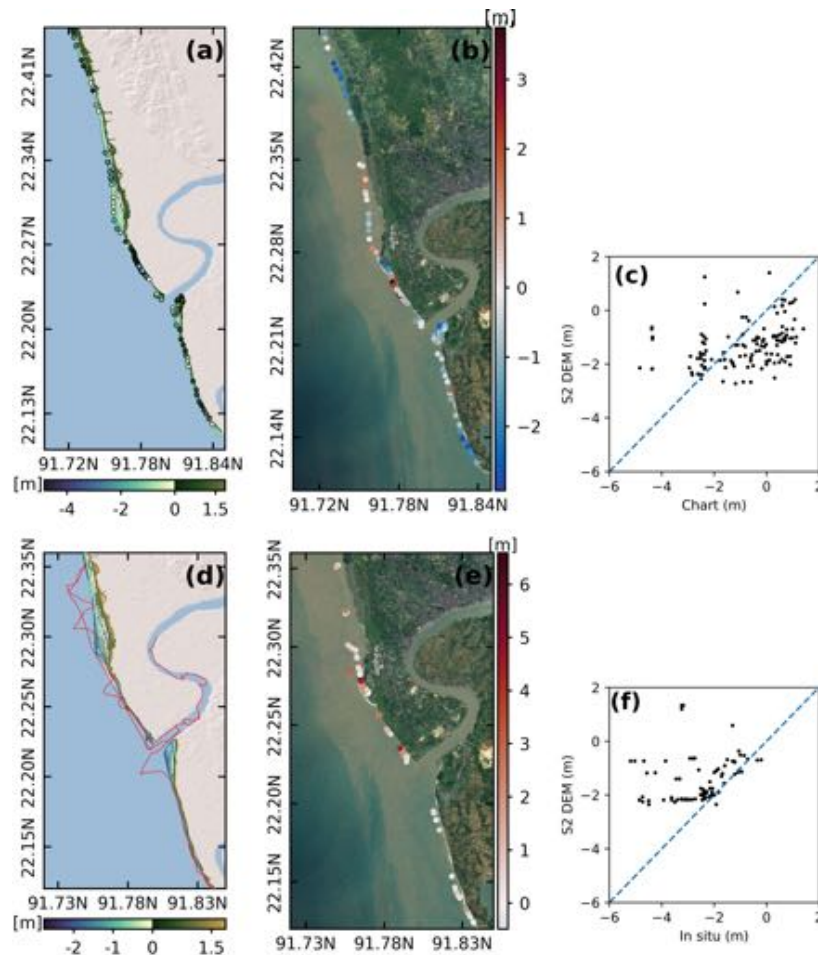 (a)
22.41N
22.34N
22.27N
22.20N
22.13N
91.72N 91.78N 91.84N
[m]
-4 -2 0 1.5
(b)
[m]
22.42N
22.35N
22.28N
22.21N
22.14N
91.72N 91.78N 91.84N
3
2
1
0
−1
−2
(c)
S2 DEM (m)
2
0
−2
−4
−6
−6 −4 −2 0 2
Chart (m)
(d)
22.35N
22.30N
22.25N
22.20N
22.15N
91.73N 91.78N 91.83N
[m]
-2 -1 0 1.5
(e)
[m]
22.35N
22.30N
22.25N
22.20N
22.15N
91.73N 91.78N 91.83N
6
5
4
3
2
1
0
(f)
S2 DEM (m)
2
0
−2
−4
−6
−6 −4 −2 0 2
In situ (m)